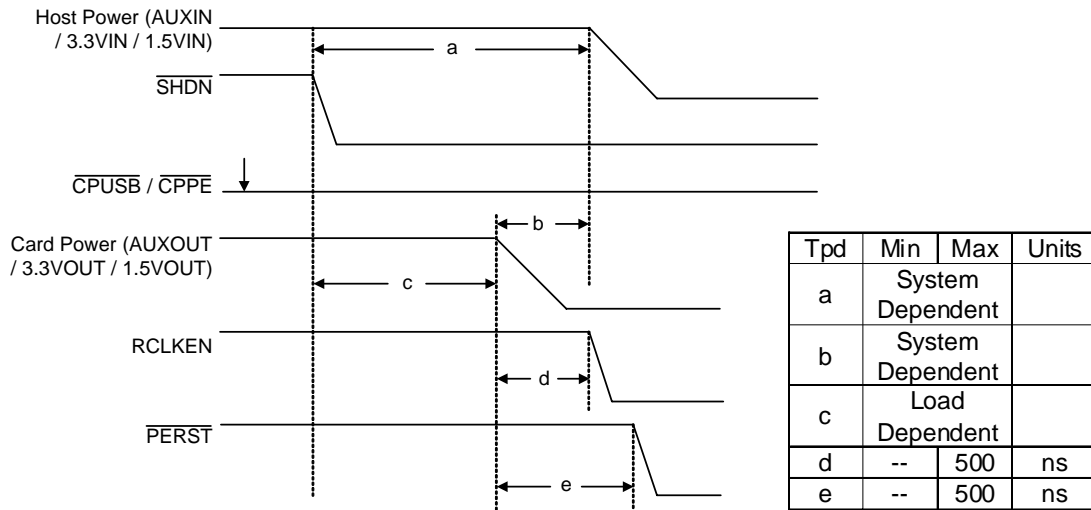 Host Power (AUXIN
/ 3.3VIN / 1.5VIN)
a
SHDN
CPUSB / CPPE
b
Card Power (AUXOUT
/ 3.3VOUT / 1.5VOUT)
c
RCLKEN
d
PERST
e
Tpd Min Max Units
a System
Dependent
b System
Dependent
c Load
Dependent
d -- 500 ns
e -- 500 ns